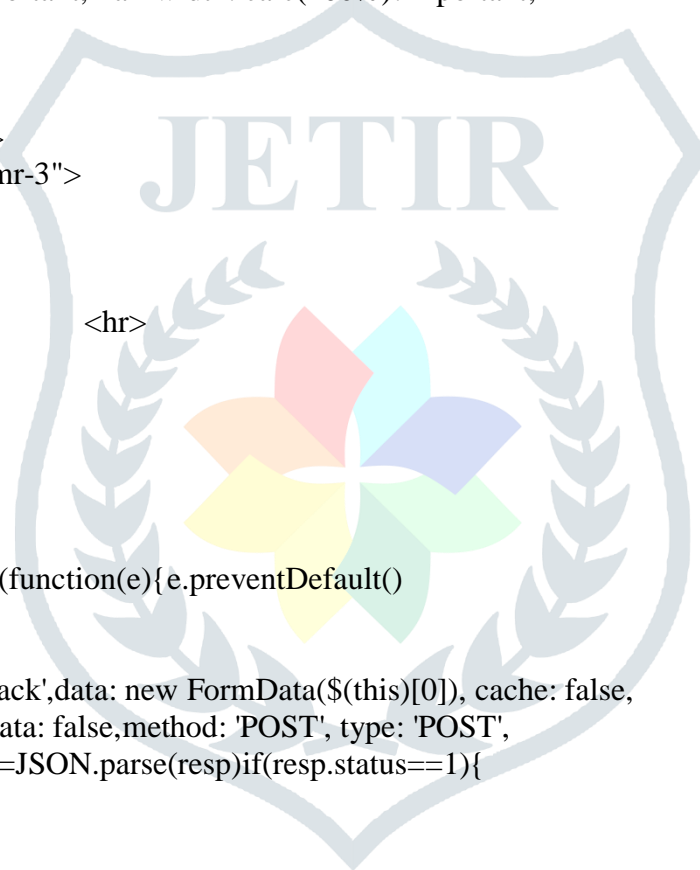 JETIR
>
mr-3">
<hr>
(function(e){e.preventDefault()
ack',data: new FormData($(this)[0]), cache: false,
ata: false,method: 'POST', type: 'POST',
=JSON.parse(resp)if(resp.status==1){